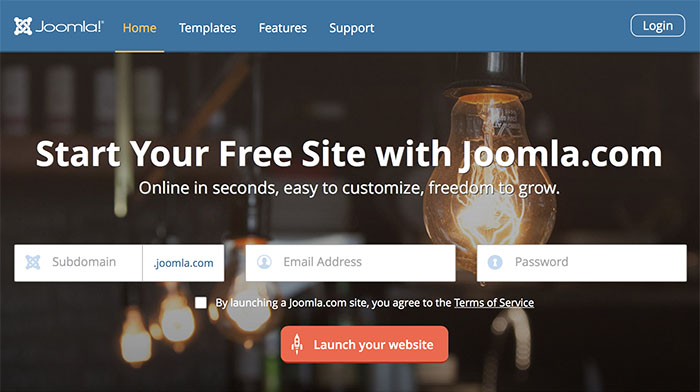 Joomla!®
Home
Templates
Features
Support
Login
Start Your Free Site with Joomla.com
Online in seconds, easy to customize, freedom to grow.
Subdomain
.joomla.com
Email Address
Password
By launching a Joomla.com site, you agree to the Terms of Service
Launch your website